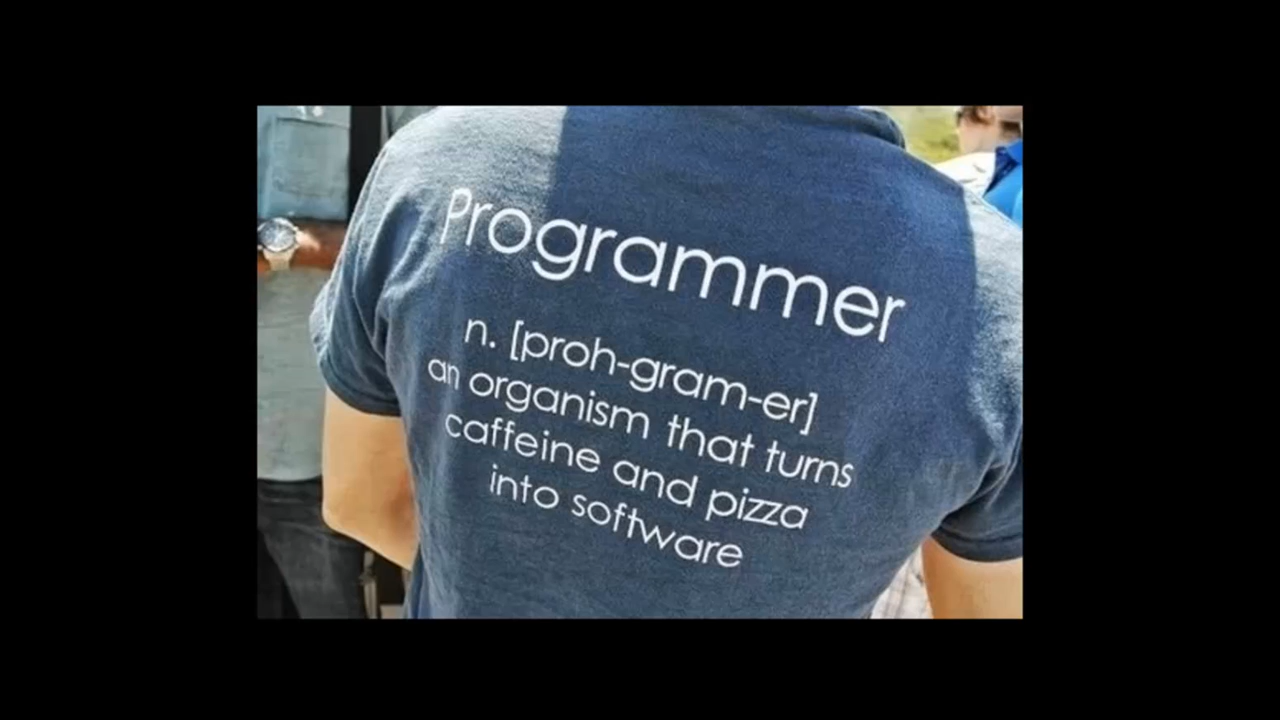 Programmer
n. [proh-gram-er]
an organism that turns
caffeine and pizza
into software